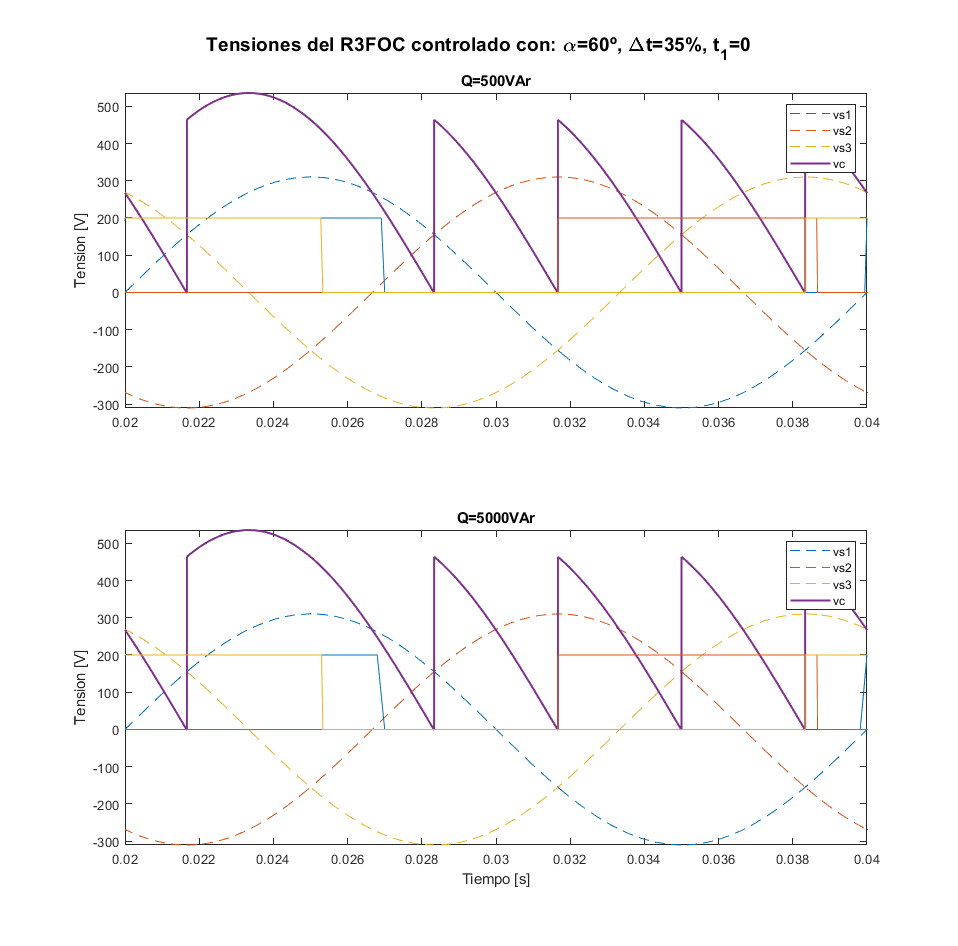 Tensiones del R3FOC controlado con: α=60º, Δt=35%, t₁=0
Q=500VAr
500
400
300
200
100
0
-100
-200
-300
Tension [V]
vs1
vs2
vs3
vc
0.02 0.022 0.024 0.026 0.028 0.03 0.032 0.034 0.036 0.038 0.04
Q=5000VAr
500
400
300
200
100
0
-100
-200
-300
Tension [V]
vs1
vs2
vs3
vc
0.02 0.022 0.024 0.026 0.028 0.03 0.032 0.034 0.036 0.038 0.04
Tiempo [s]